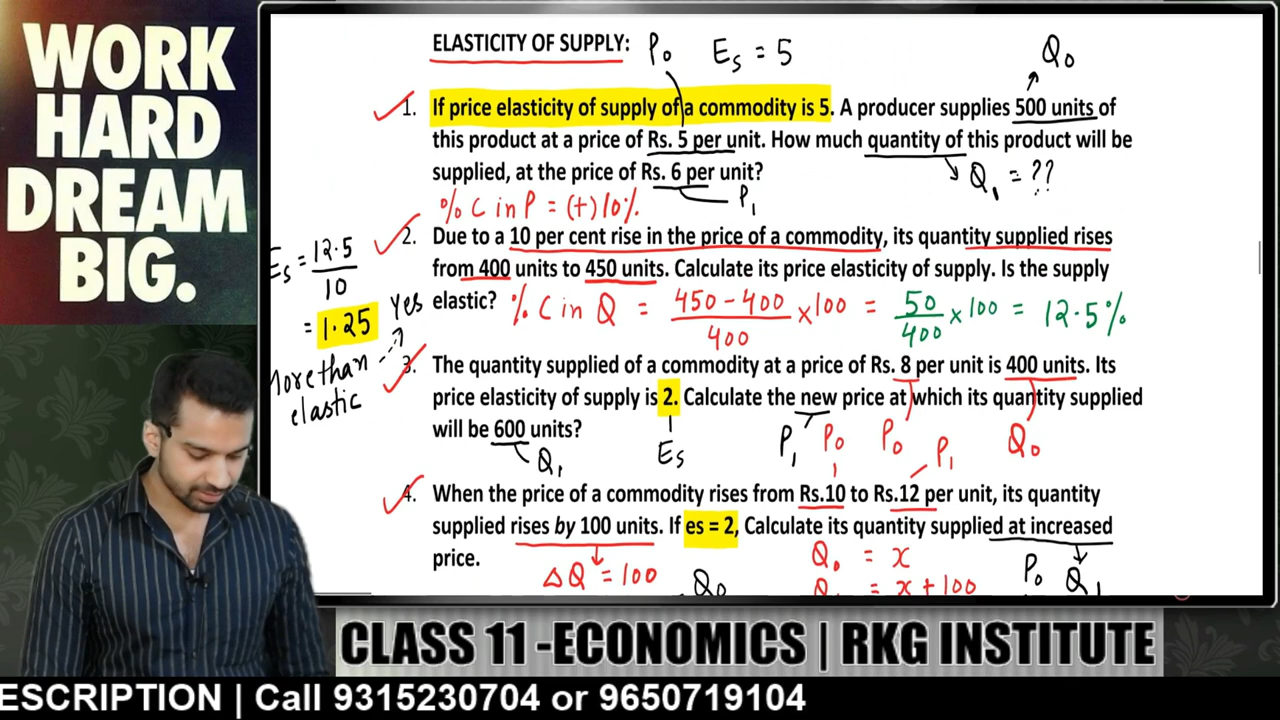 WORK
HARD
DREAM
BIG.
ELASTICITY OF SUPPLY: P₀ Es = 5 Q₀
1. If price elasticity of supply of a commodity is 5. A producer supplies 500 units of
this product at a price of Rs. 5 per unit. How much quantity of this product will be
supplied, at the price of Rs. 6 per unit? P₁ Q₁ = ??
% C in P = (+) 10%
2. Due to a 10 per cent rise in the price of a commodity, its quantity supplied rises
from 400 units to 450 units. Calculate its price elasticity of supply. Is the supply
elastic? % C in Q = 450 - 400 / 400 × 100 = 50 / 400 × 100 = 12.5%
Es = 12.5 / 10
= 1.25 Yes
More than
elastic
3. The quantity supplied of a commodity at a price of Rs. 8 per unit is 400 units. Its
price elasticity of supply is 2. Calculate the new price at which its quantity supplied
will be 600 units? Q₁ Es P₁ P₀ P₀ P₁ Q₀
4. When the price of a commodity rises from Rs.10 to Rs.12 per unit, its quantity
supplied rises by 100 units. If es = 2, Calculate its quantity supplied at increased
price. ΔQ = 100 Q₀ Q₀ = x P₀ Q₁
= x + 100
CLASS 11 -ECONOMICS | RKG INSTITUTE
ESCRIPTION | Call 9315230704 or 9650719104